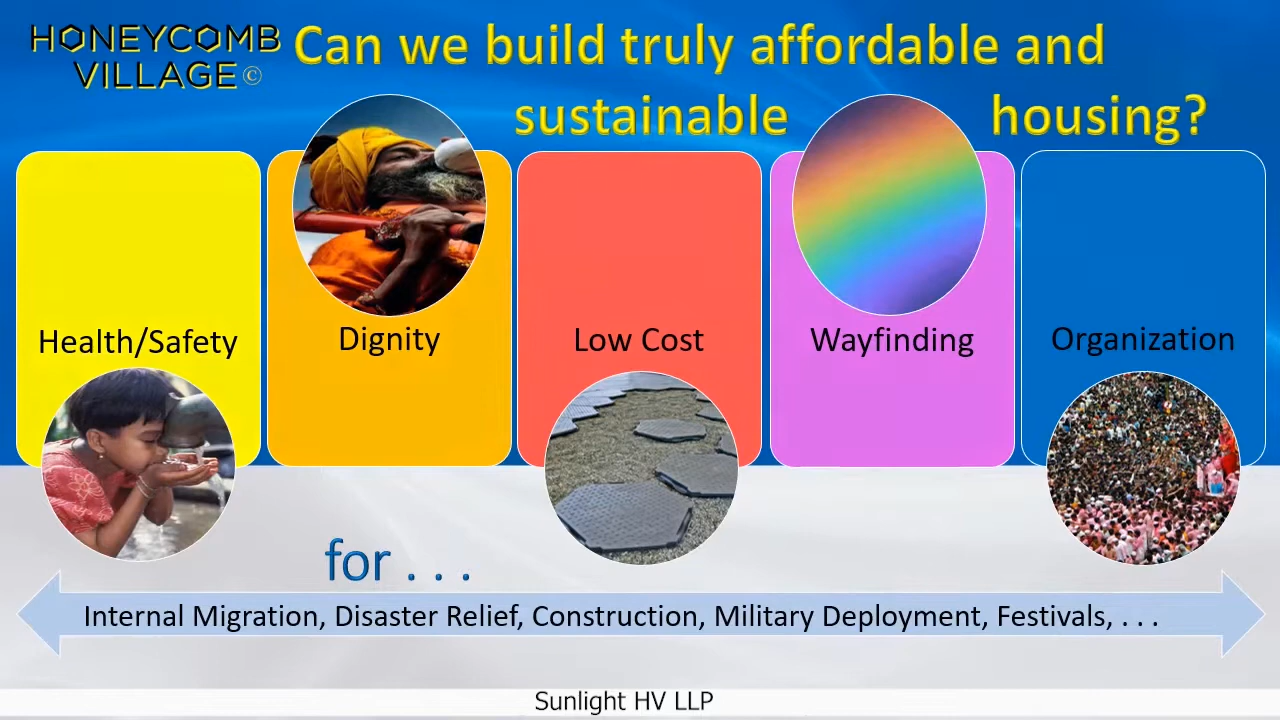 HONEYCOMB
VILLAGE©
Can we build truly affordable and
sustainable housing?
Health/Safety
Dignity
Low Cost
Wayfinding
Organization
for . . .
Internal Migration, Disaster Relief, Construction, Military Deployment, Festivals, . . .
Sunlight HV LLP